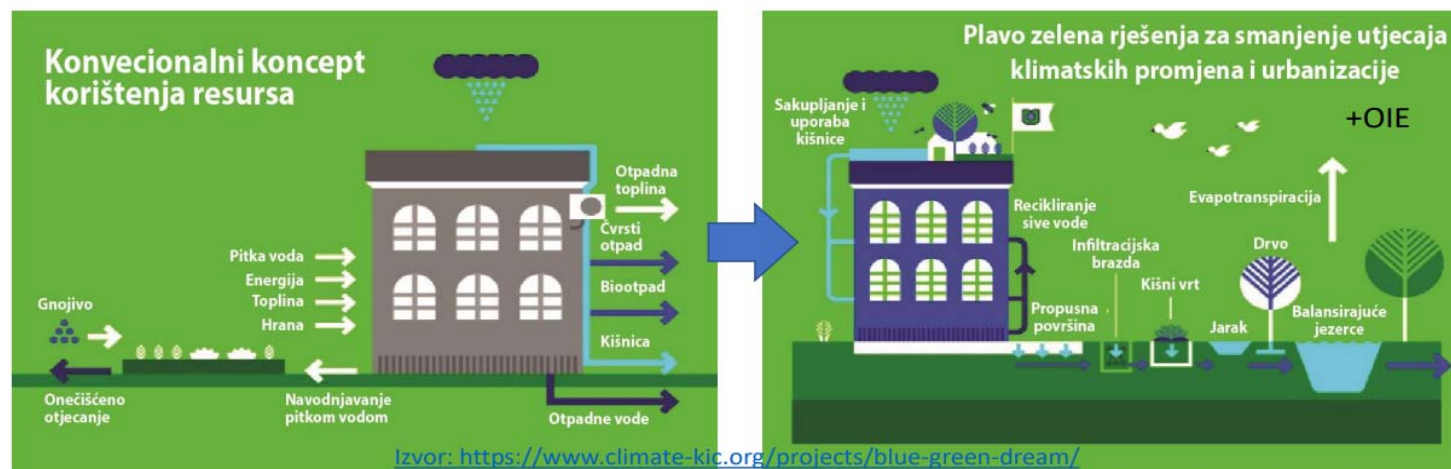 Konvecionalni koncept
korištenja resursa
Otpadna
toplina
Čvrsti
otpad
Pitka voda
Energija
Toplina
Hrana
Biootpad
Gnojivo
Kišnica
Onečišćeno
otjecanje
Navodnjavanje
pitkom vodom
Otpadne vode
Plavo zelena rješenja za smanjenje utjecaja
klimatskih promjena i urbanizacije
+OIE
Sakupljanje i
uporaba
kišnice
Evapotranspiracija
Recikliranje
sive vode
Infiltracijska
brazda
Kišni vrt
Drvo
Propusna
površina
Jarak
Balansirajuće
jezerce
Izvor: https://www.climate-kic.org/projects/blue-green-dream/